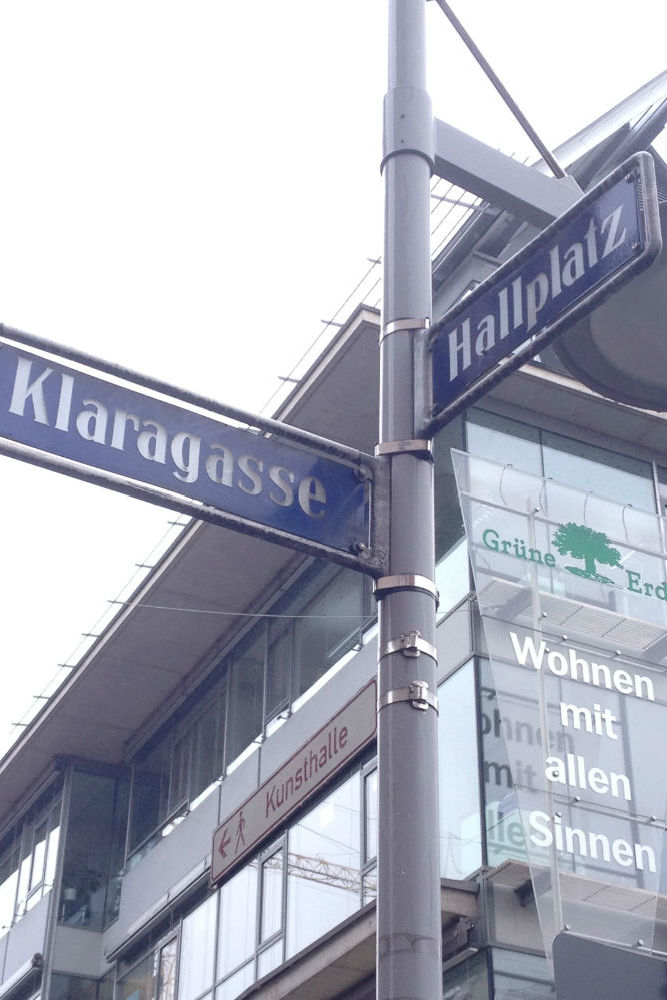 Hallplatz
Klaragasse
Grüne Erd
Wohnen
mit
allen
Sinnen
Kunsthalle